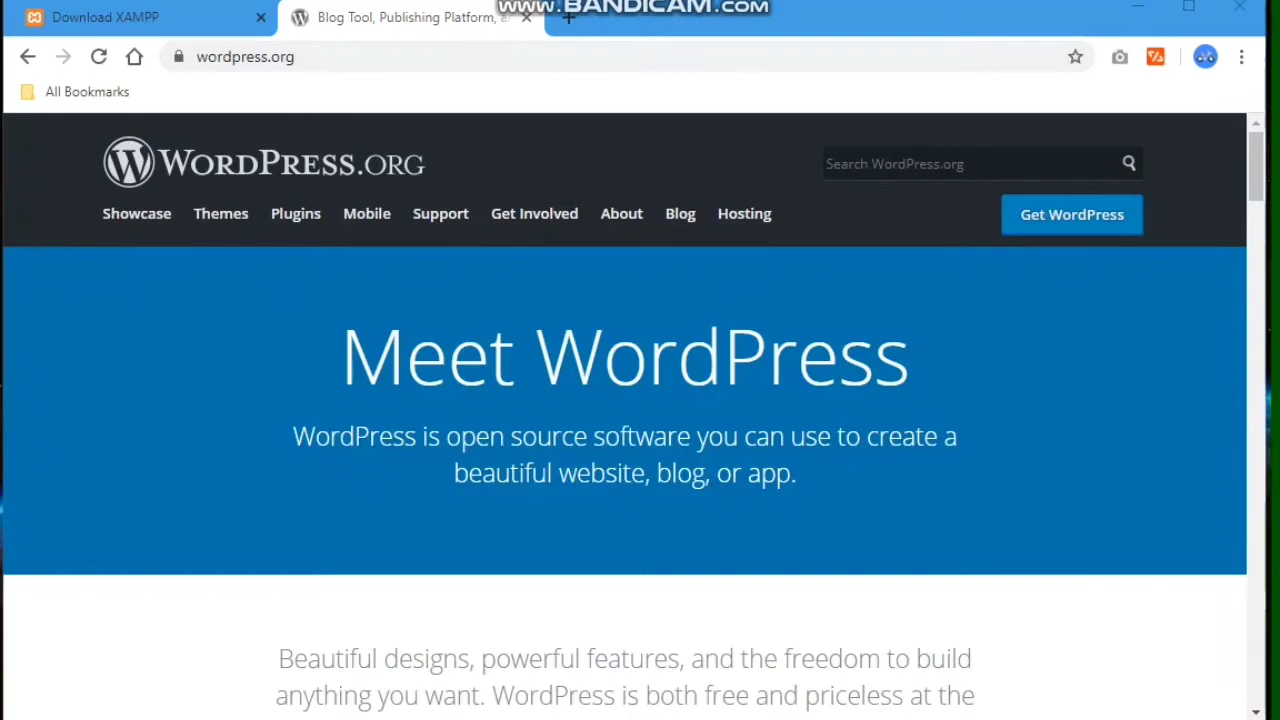 www.BANDICAM.com
Download XAMPP
Blog Tool, Publishing Platform, a
wordpress.org
All Bookmarks
WORDPRESS.ORG
Search WordPress.org
Showcase Themes Plugins Mobile Support Get Involved About Blog Hosting
Get WordPress
Meet WordPress
WordPress is open source software you can use to create a
beautiful website, blog, or app.
Beautiful designs, powerful features, and the freedom to build
anything you want. WordPress is both free and priceless at the